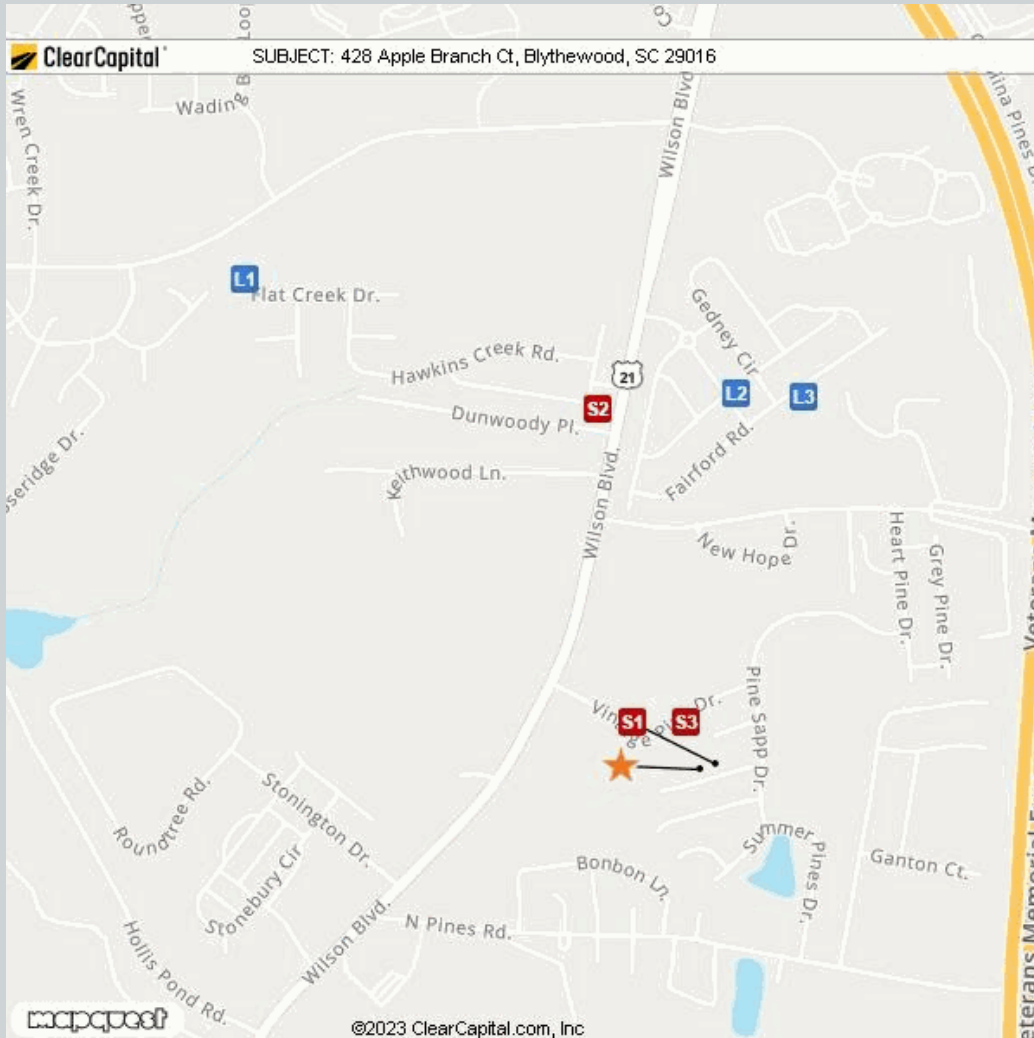 ClearCapital
SUBJECT: 428 Apple Branch Ct, Blythewood, SC 29016
Wren Creek Dr.
Wilson Blvd
L1
Flat Creek Dr.
Gedney Cir
Hawkins Creek Rd.
21
S2
L2
L3
Dunwoody Pl.
Fairford Rd.
Keithwood Ln.
Wilson Blvd.
New Hope
Dr.
Heart Pine Dr.
Grey Pine Dr.
Pine Sapp Dr.
S1
S3
Dr.
Roundtree Rd.
Stonington Dr.
Stonebury Cir
Summer Pines Dr.
Bonbon Ln.
Ganton Ct.
N Pines Rd.
Wilson Blvd.
Hollis Pond Rd.
mapquest
©2023 ClearCapital.com, Inc